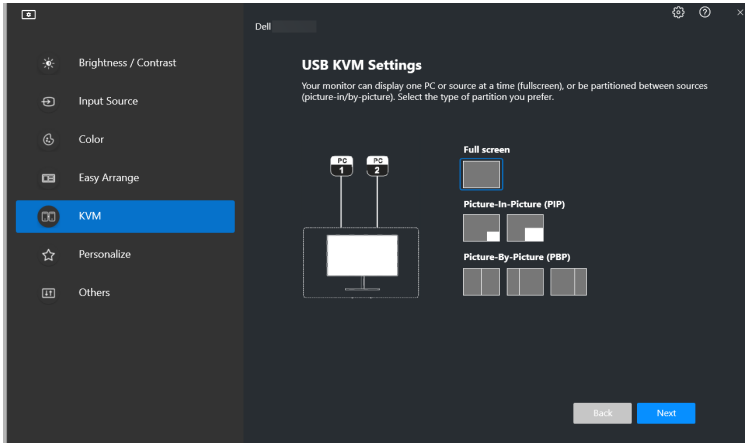 Dell
Brightness / Contrast
Input Source
Color
Easy Arrange
KVM
Personalize
Others
USB KVM Settings
Your monitor can display one PC or source at a time (fullscreen), or be partitioned between sources
(picture-in/by-picture). Select the type of partition you prefer.
PC
1
PC
2
Full screen
Picture-In-Picture (PIP)
Picture-By-Picture (PBP)
Back
Next